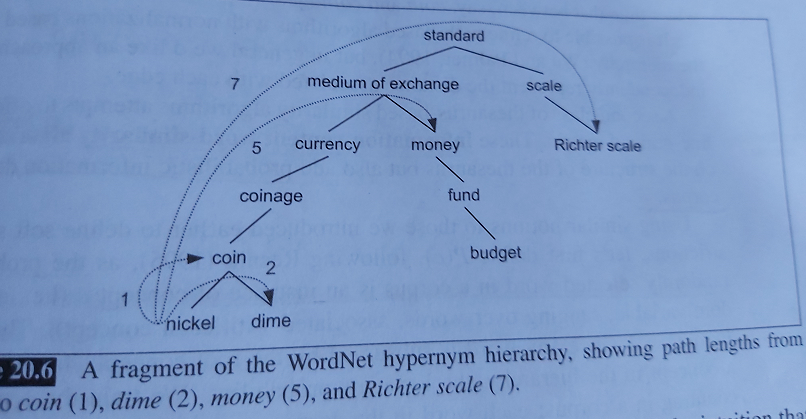 standard
7
medium of exchange scale
5 currency money Richter scale
coinage fund
coin 2 budget
1
nickel dime
20.6 A fragment of the WordNet hypernym hierarchy, showing path lengths from
o coin (1), dime (2), money (5), and Richter scale (7).